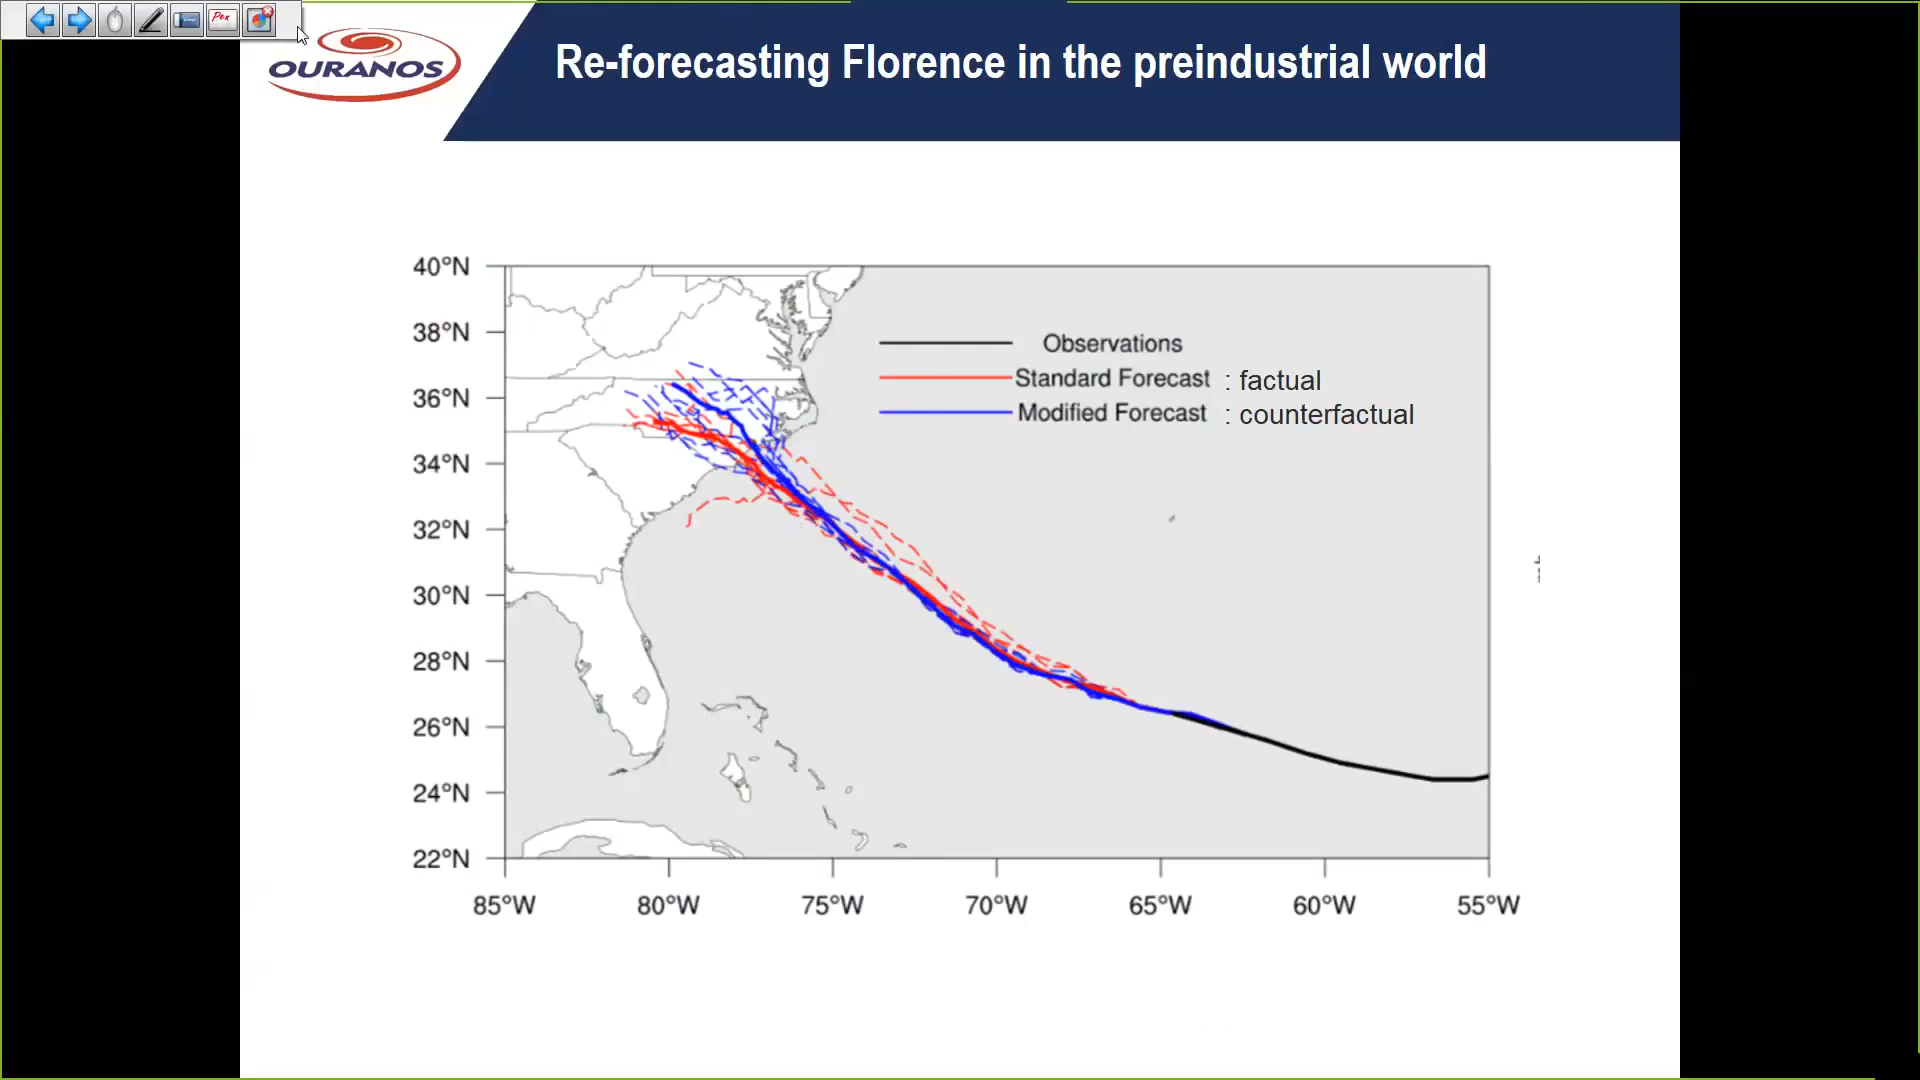 Pen
OURANOS
Re-forecasting Florence in the preindustrial world
40°N
38°N
36°N
34°N
32°N
30°N
28°N
26°N
24°N
22°N
Observations
Standard Forecast : factual
Modified Forecast : counterfactual
85°W 80°W 75°W 70°W 65°W 60°W 55°W